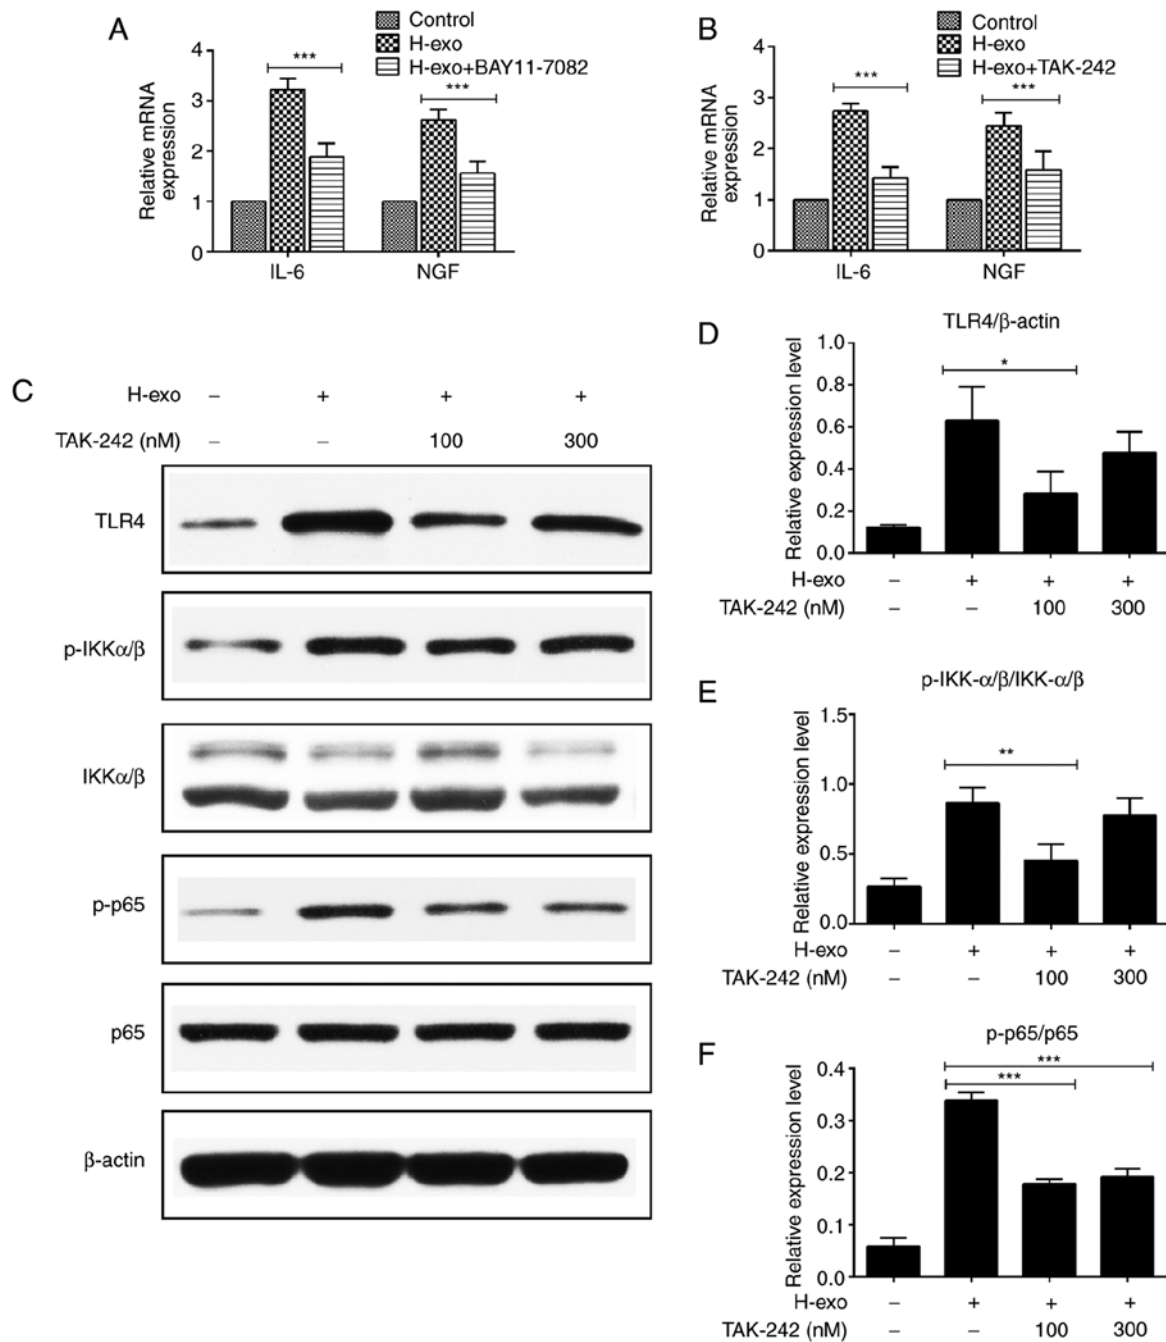 A
Control
H-exo
H-exo+BAY11-7082
Relative mRNA
expression
4
3
2
1
0
***
***
IL-6
NGF
B
Control
H-exo
H-exo+TAK-242
Relative mRNA
expression
4
3
2
1
0
***
***
IL-6
NGF
C
H-exo – + + +
TAK-242 (nM) – – 100 300
TLR4
p-IKKα/β
IKKα/β
p-p65
p65
β-actin
D
TLR4/β-actin
Relative expression level
1.0
0.8
0.6
0.4
0.2
0.0
*
H-exo – + + +
TAK-242 (nM) – – 100 300
E
p-IKK-α/β/IKK-α/β
Relative expression level
1.5
1.0
0.5
0.0
**
H-exo – + + +
TAK-242 (nM) – – 100 300
F
p-p65/p65
Relative expression level
0.4
0.3
0.2
0.1
0.0
***
***
H-exo – + + +
TAK-242 (nM) – – 100 300